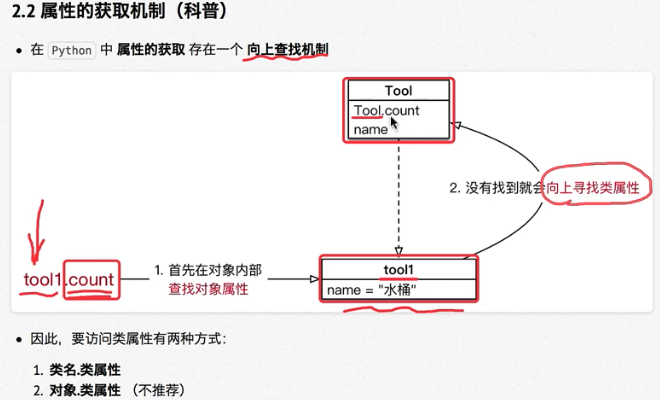 2.2 属性的获取机制（科普）
• 在 Python 中 属性的获取 存在一个 向上查找机制
Tool
Tool.count
name
2. 没有找到就会向上寻找类属性
tool1.count
1. 首先在对象内部
查找对象属性
tool1
name = "水桶"
• 因此，要访问类属性有两种方式：
1. 类名.类属性
2. 对象.类属性 （不推荐）